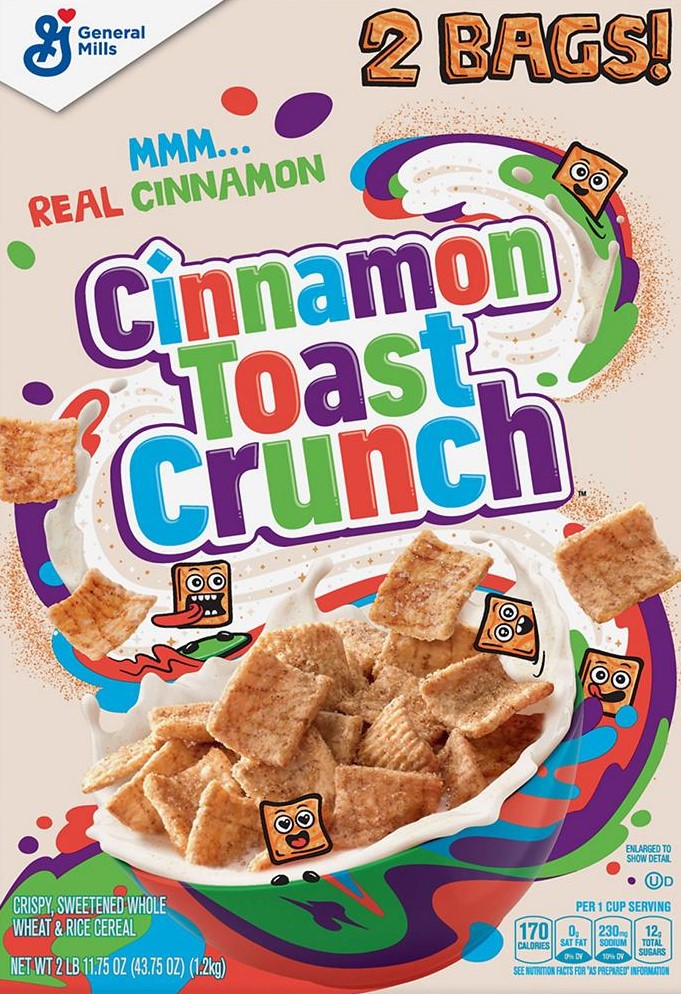 General
Mills
2 BAGS!
MMM...
REAL CINNAMON
Cinnamon
Toast
Crunch™
ENLARGED TO
SHOW DETAIL
U D
CRISPY, SWEETENED WHOLE
WHEAT & RICE CEREAL
NET WT 2 LB 11.75 OZ (43.75 OZ) (1.2kg)
PER 1 CUP SERVING
170
CALORIES
0g
SAT FAT
0% DV
230mg
SODIUM
10% DV
12g
TOTAL
SUGARS
SEE NUTRITION FACTS FOR "AS PREPARED" INFORMATION